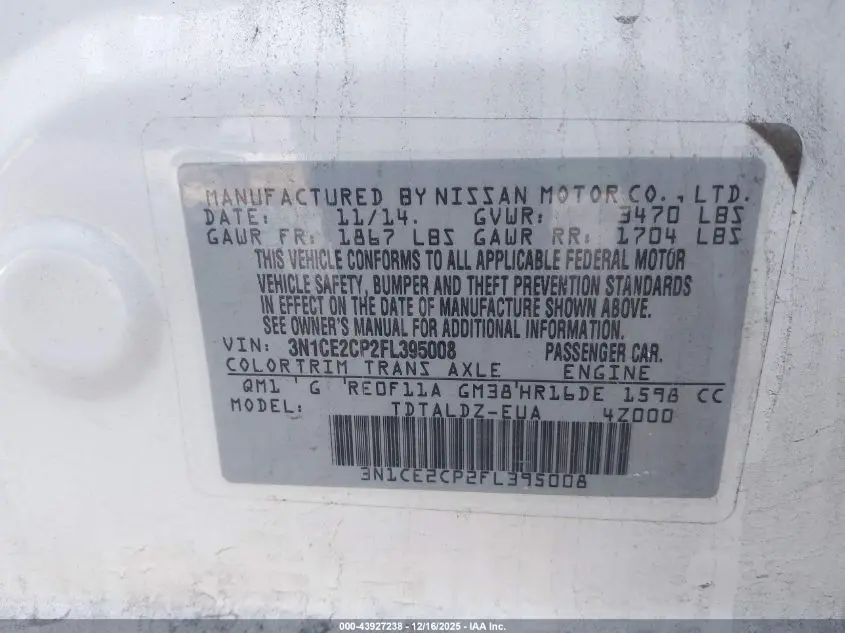 MANUFACTURED BY NISSAN MOTOR CO., LTD.
DATE: 11/14. GVWR: 3470 LBS
GAWR FR: 1867 LBS GAWR RR: 1704 LBS
THIS VEHICLE CONFORMS TO ALL APPLICABLE FEDERAL MOTOR
VEHICLE SAFETY, BUMPER AND THEFT PREVENTION STANDARDS
IN EFFECT ON THE DATE OF MANUFACTURE SHOWN ABOVE.
SEE OWNER'S MANUAL FOR ADDITIONAL INFORMATION.
VIN: 3N1CE2CP2FL395008 PASSENGER CAR.
COLOR TRIM TRANS AXLE ENGINE
QM1 ' G 'RE0F11A GM38'HR16DE 1598 CC
MODEL: TDTALDZ-EUA 4Z000
3N1CE2CP2FL395008
000-43927238 - 12/16/2025 - IAA Inc.